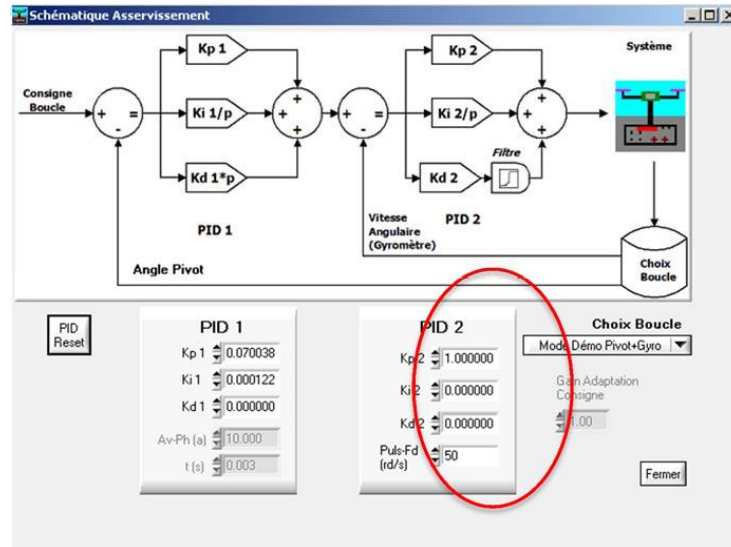 Schématique Asservissement
Kp 1
Kp 2
Système
Consigne
Boucle
+ =
-
Ki 1/p
+
+
+
+ =
-
Ki 2/p
+
+
+
Filtre
Kd 1*p
Kd 2
PID 1
Vitesse
Angulaire
(Gyromètre)
PID 2
Angle Pivot
Choix
Boucle
PID
Reset
PID 1
Kp 1 0.070038
Ki 1 0.000122
Kd 1 0.000000
Av-Ph (a) 10.000
t (s) 0.003
PID 2
Kp 2 1.000000
Ki 2 0.000000
Kd 2 0.000000
Puls-Fd
(rd/s) 50
Choix Boucle
Mode Démo Pivot+Gyro
Gain Adaptation
Consigne
1.00
Fermer